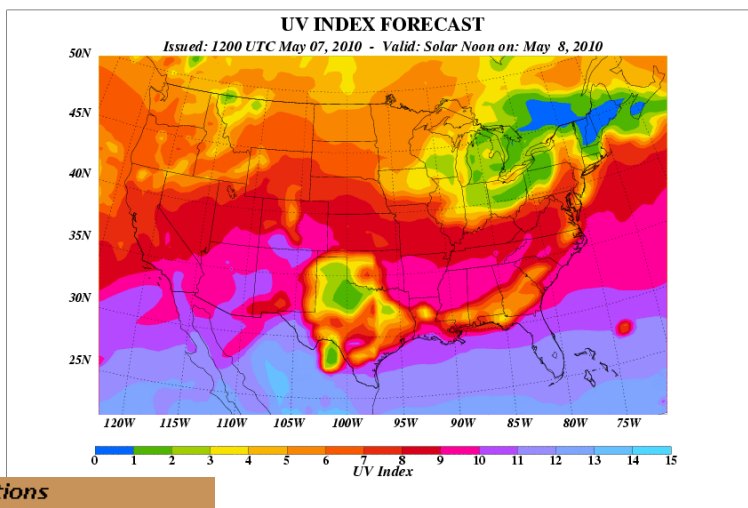 UV INDEX FORECAST
Issued: 1200 UTC May 07, 2010 - Valid: Solar Noon on: May 8, 2010
50N
45N
40N
35N
30N
25N
120W 115W 110W 105W 100W 95W 90W 85W 80W 75W
0 1 2 3 4 5 6 7 8 9 10 11 12 13 14 15
UV Index
tions